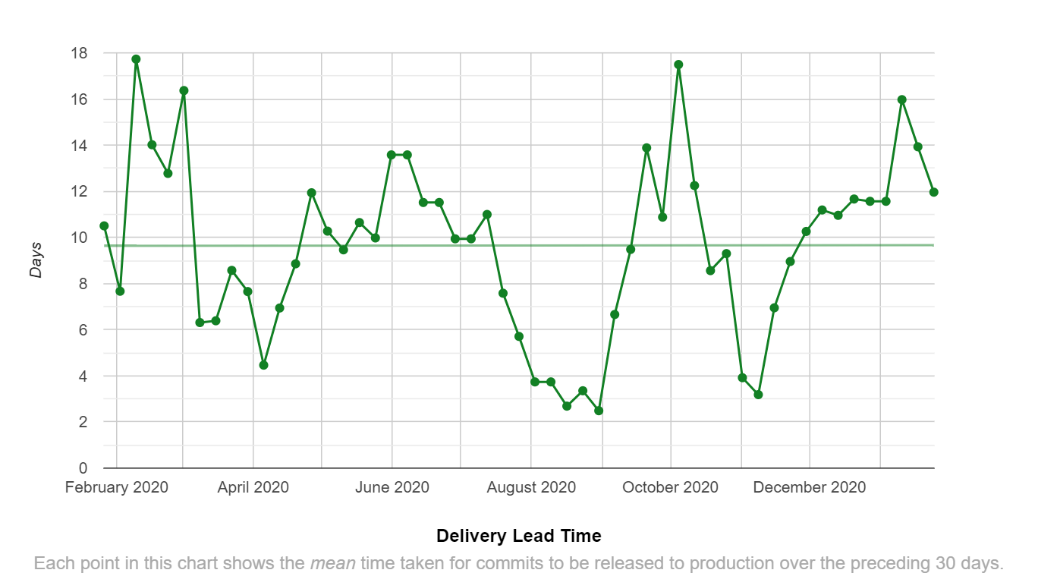 18
16
14
12
10
8
6
4
2
0
Days
February 2020 April 2020 June 2020 August 2020 October 2020 December 2020
Delivery Lead Time
Each point in this chart shows the mean time taken for commits to be released to production over the preceding 30 days.